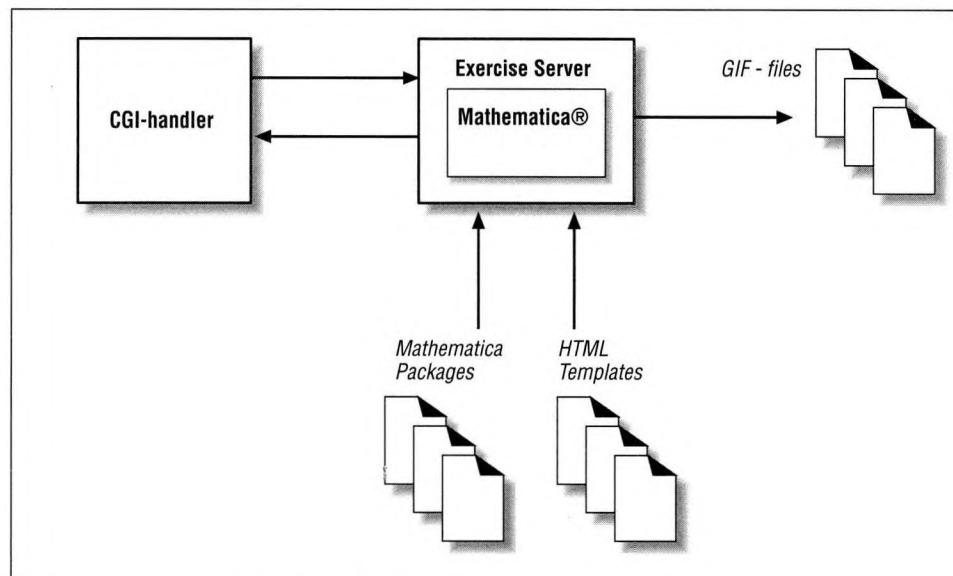 CGI-handler
Exercise Server
Mathematica®
GIF - files
Mathematica
Packages
HTML
Templates